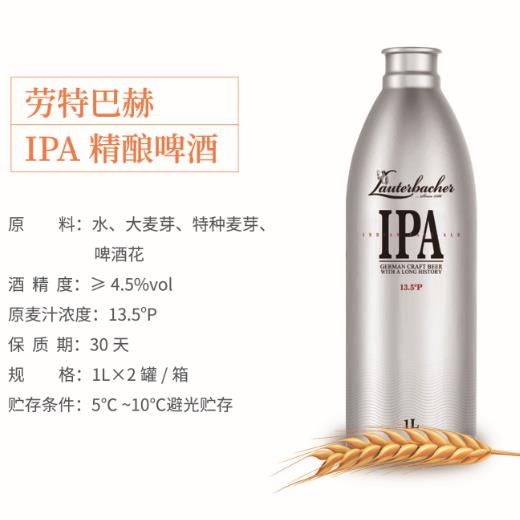 劳特巴赫
IPA 精酿啤酒
原 料：水、大麦芽、特种麦芽、
啤酒花
酒 精 度：≥ 4.5%vol
原麦汁浓度：13.5°P
保 质 期：30 天
规 格：1L×2 罐 / 箱
贮存条件：5℃ ~10℃避光贮存
Lauterbacher
IPA
GERMAN CRAFT BEER
WITH A LONG HISTORY
13.5°P
1L